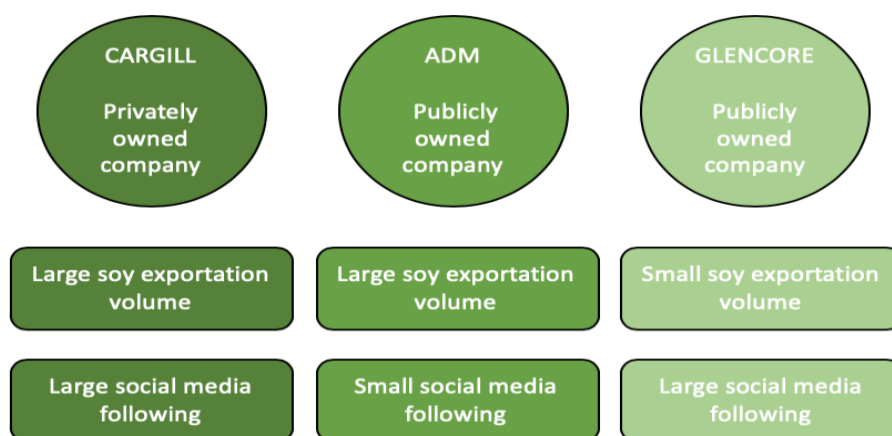 CARGILL
Privately
owned
company
ADM
Publicly
owned
company
GLENCORE
Publicly
owned
company
Large soy exportation
volume
Large soy exportation
volume
Small soy exportation
volume
Large social media
following
Small social media
following
Large social media
following